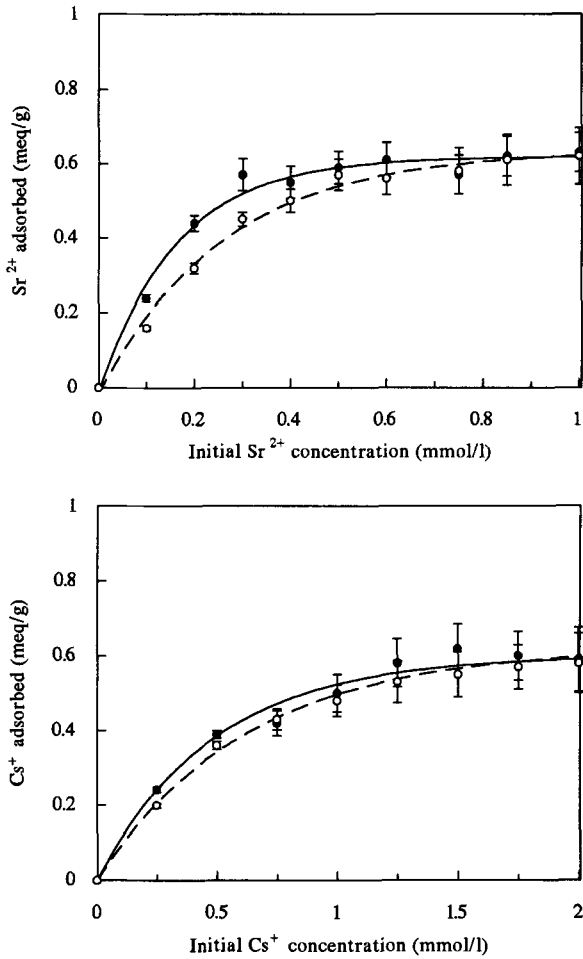 1
0.8
0.6
0.4
0.2
0
Sr 2+ adsorbed (meq/g)
0 0.2 0.4 0.6 0.8 1
Initial Sr 2+ concentration (mmol/l)
1
0.8
0.6
0.4
0.2
0
Cs+ adsorbed (meq/g)
0 0.5 1 1.5 2
Initial Cs+ concentration (mmol/l)